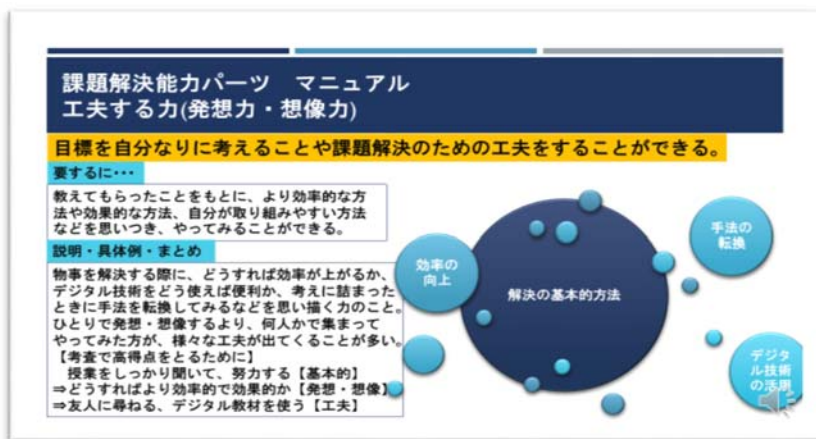 課題解決能力パーツ　マニュアル
工夫する力(発想力・想像力)
目標を自分なりに考えることや課題解決のための工夫をすることができる。
要するに・・・
教えてもらったことをもとに、より効率的な方
法や効果的な方法、自分が取り組みやすい方法
などを思いつき、やってみることができる。
説明・具体例・まとめ
物事を解決する際に、どうすれば効率が上がるか、
デジタル技術をどう使えば便利か、考えに詰まった
ときに手法を転換してみるなどを思い描く力のこと。
ひとりで発想・想像するより、何人かで集まって
やってみた方が、様々な工夫が出てくることが多い。
【考査で高得点をとるために】
授業をしっかり聞いて、努力する【基本的】
⇒どうすればより効率的で効果的か【発想・想像】
⇒友人に尋ねる、デジタル教材を使う【工夫】
効率の
向上
解決の基本的方法
手法の
転換
デジタ
ル技術
の活用